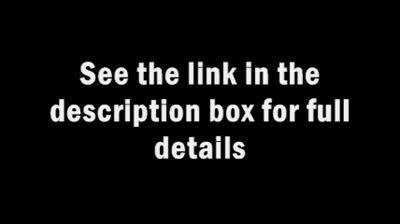 See the link in the
description box for full
details